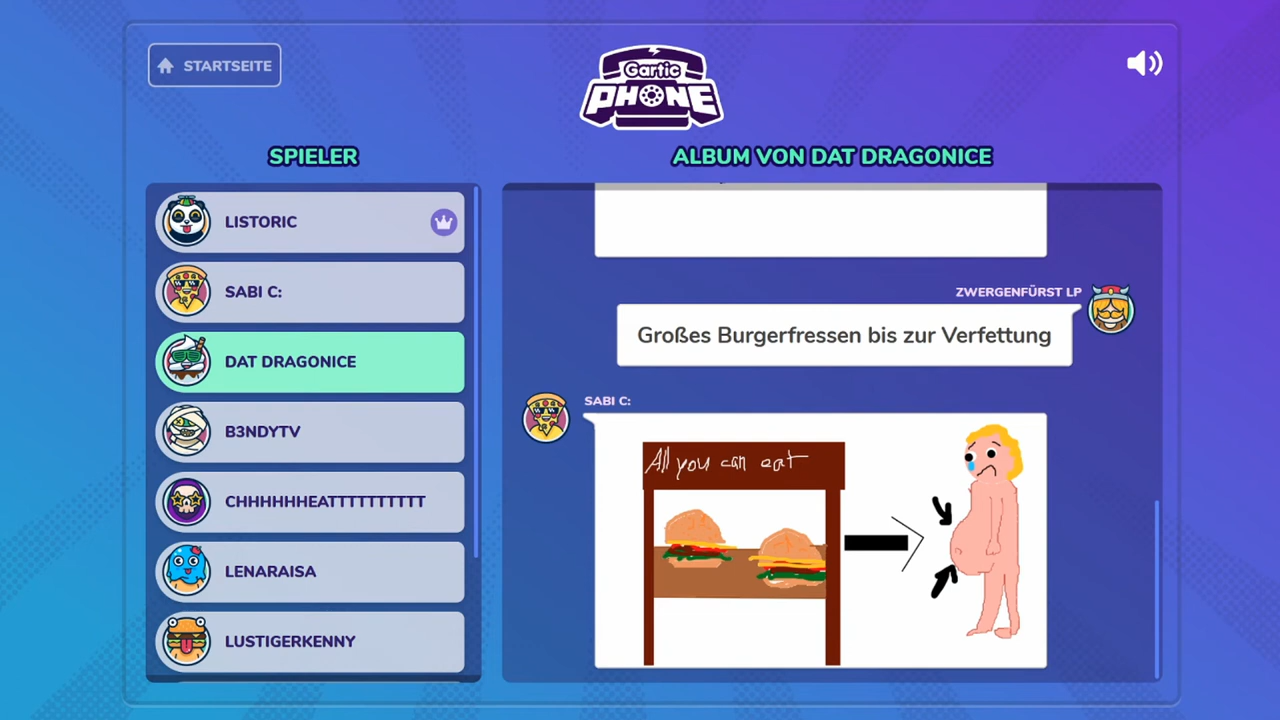 STARTSEITE
Gartic
PHONE
SPIELER
ALBUM VON DAT DRAGONICE
LISTORIC
SABI C:
DAT DRAGONICE
B3NDYTV
CHHHHHHEATTTTTTTTTT
LENARAISA
LUSTIGERKENNY
ZWERGENFÜRST LP
Großes Burgerfressen bis zur Verfettung
SABI C:
All you can eat